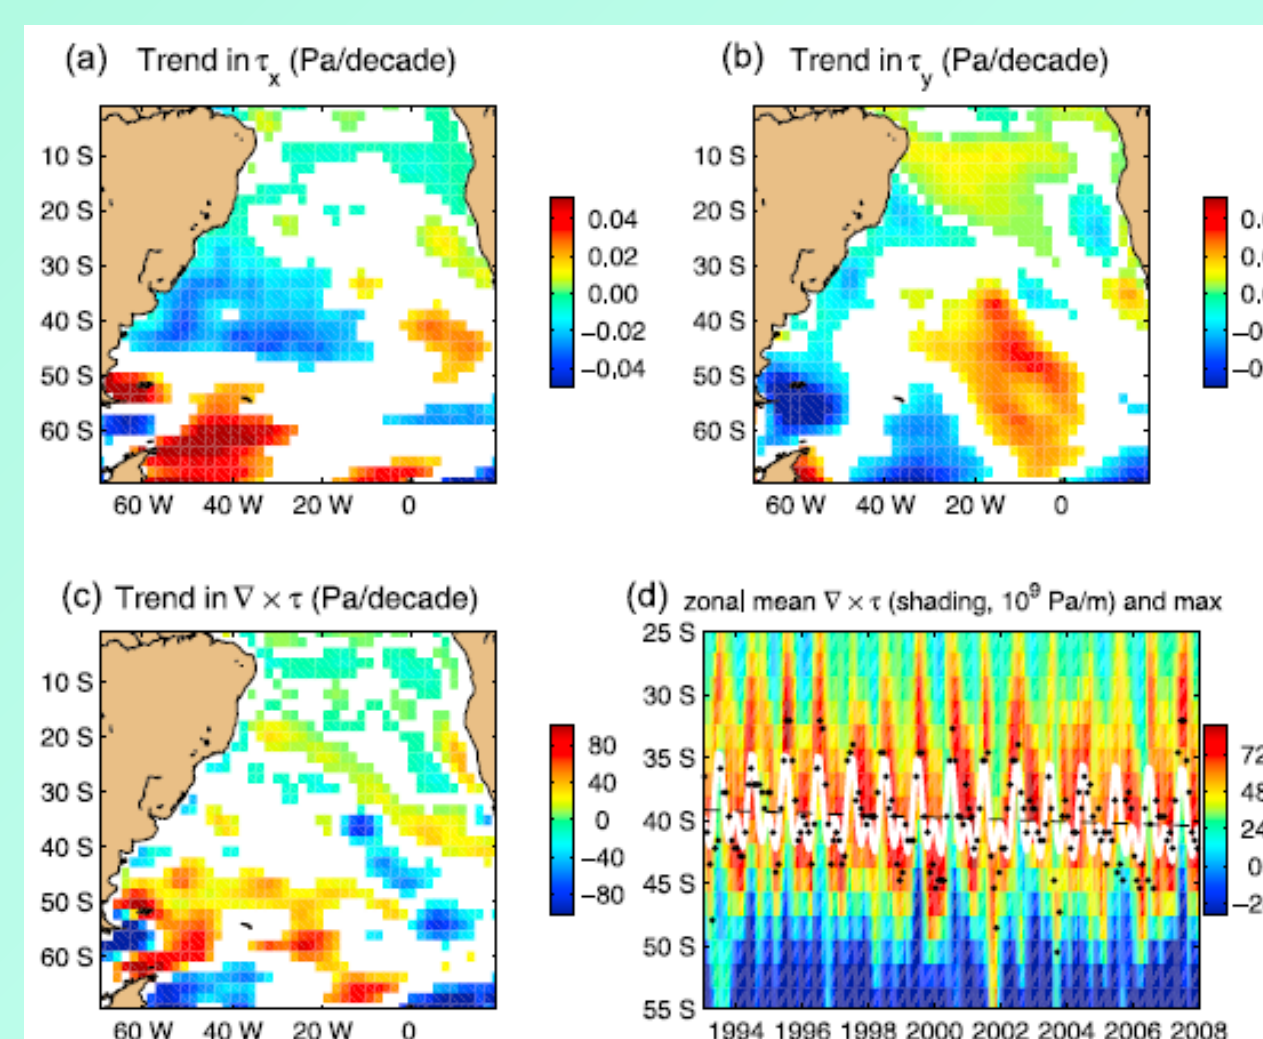 (a) Trend in τx (Pa/decade)
10 S
20 S
30 S
40 S
50 S
60 S
60 W 40 W 20 W 0
0.04
0.02
0.00
−0.02
−0.04
(b) Trend in τy (Pa/decade)
10 S
20 S
30 S
40 S
50 S
60 S
60 W 40 W 20 W 0
(c) Trend in ∇ × τ (Pa/decade)
10 S
20 S
30 S
40 S
50 S
60 S
60 W 40 W 20 W 0
80
40
0
−40
−80
(d) zonal mean ∇ × τ (shading, 10⁹ Pa/m) and max
25 S
30 S
35 S
40 S
45 S
50 S
55 S
1994 1996 1998 2000 2002 2004 2006 2008
72
48
24
0